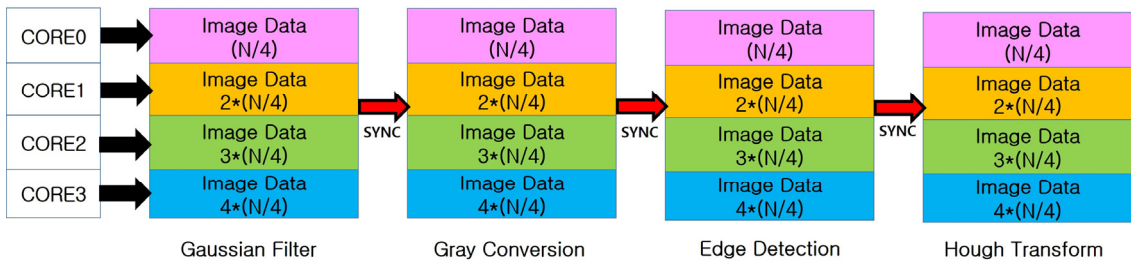 CORE0
CORE1
CORE2
CORE3
Image Data
(N/4)
Image Data
2*(N/4)
Image Data
3*(N/4)
Image Data
4*(N/4)
Gaussian Filter
SYNC
Image Data
(N/4)
Image Data
2*(N/4)
Image Data
3*(N/4)
Image Data
4*(N/4)
Gray Conversion
SYNC
Image Data
(N/4)
Image Data
2*(N/4)
Image Data
3*(N/4)
Image Data
4*(N/4)
Edge Detection
SYNC
Image Data
(N/4)
Image Data
2*(N/4)
Image Data
3*(N/4)
Image Data
4*(N/4)
Hough Transform